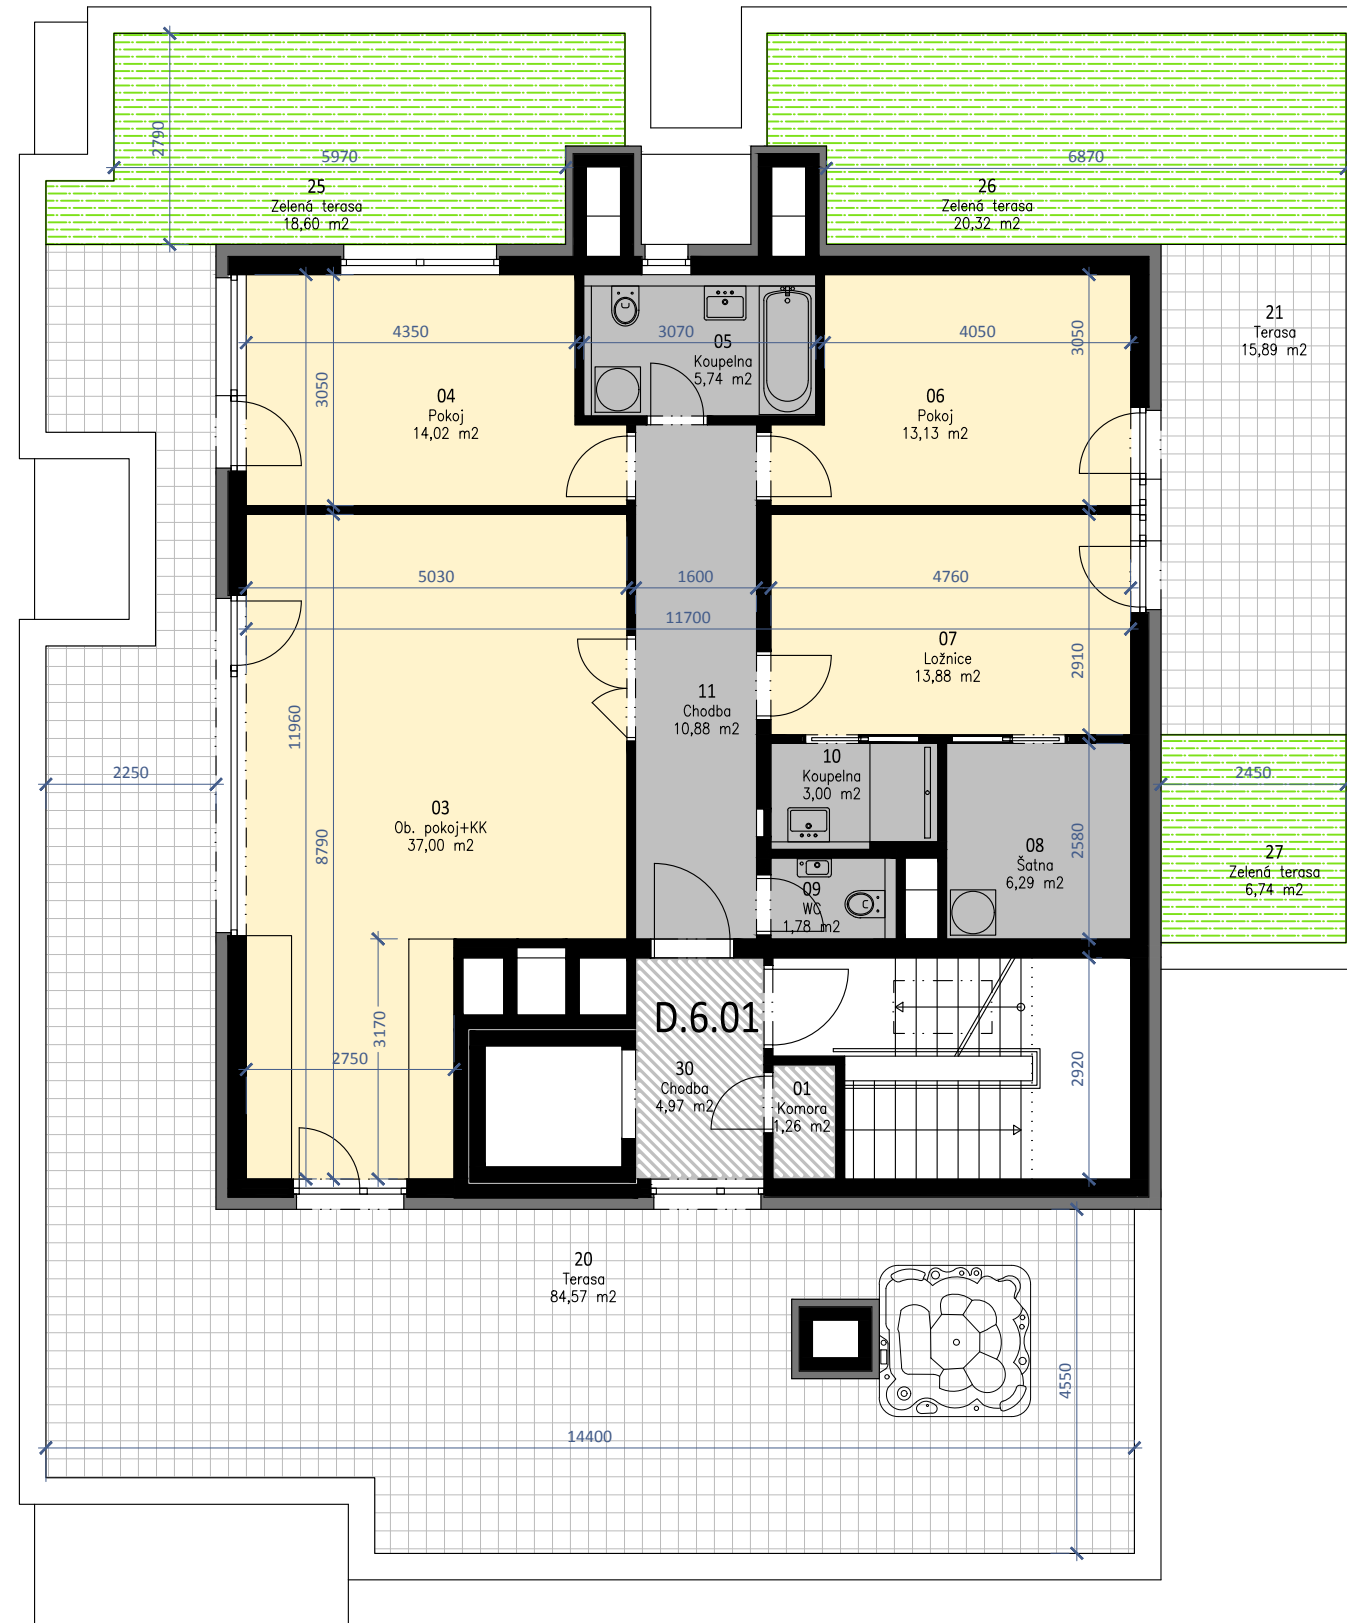 2790
5970
25
Zelená terasa
18,60 m2
6870
26
Zelená terasa
20,32 m2
4350
3070
4050
3050
3050
05
Koupelna
5,74 m2
21
Terasa
15,89 m2
04
Pokoj
14,02 m2
06
Pokoj
13,13 m2
5030
1600
4760
11700
07
Ložnice
13,88 m2
2910
11
Chodba
10,88 m2
11960
2250
2450
10
Koupelna
3,00 m2
03
Ob. pokoj+KK
37,00 m2
8790
2580
08
Šatna
6,29 m2
27
Zelená terasa
6,74 m2
09
WC
1,78 m2
D.6.01
3170
2750
2920
30
Chodba
4,97 m2
01
Komora
1,26 m2
20
Terasa
84,57 m2
4550
14400